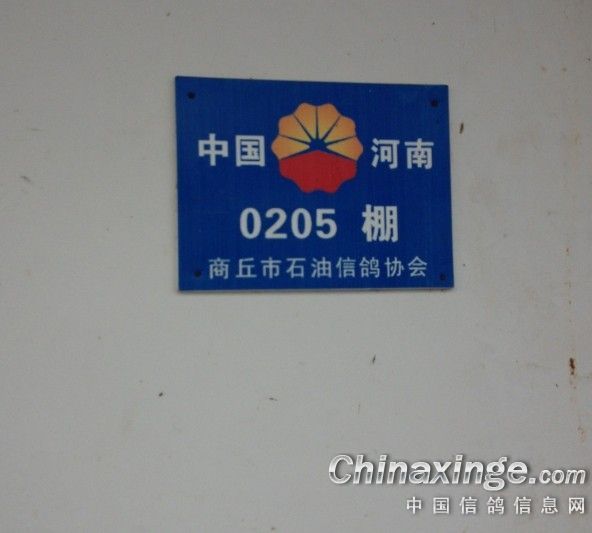 中国 河南
0205 棚
商丘市石油信鸽协会
Chinaxinge.com
中国信鸽信息网